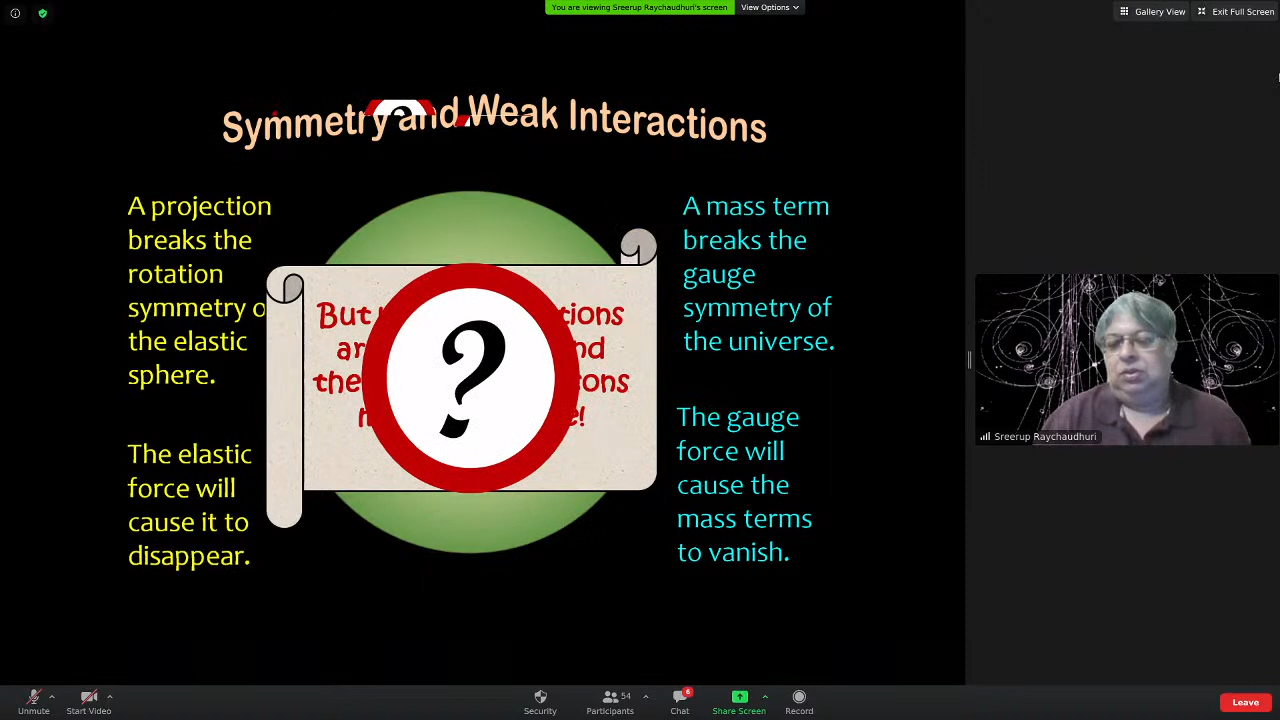 You are viewing Sreerup Raychaudhuri's screen
View Options
Gallery View
Exit Full Screen
Symmetry and Weak Interactions
A projection
breaks the
rotation
symmetry o
the elastic
sphere.
The elastic
force will
cause it to
disappear.
But
ar
the
?
A mass term
breaks the
gauge
symmetry of
the universe.
The gauge
force will
cause the
mass terms
to vanish.
Sreerup Raychaudhuri
Unmute
Start Video
Security
54
Participants
6
Chat
Share Screen
Record
Leave